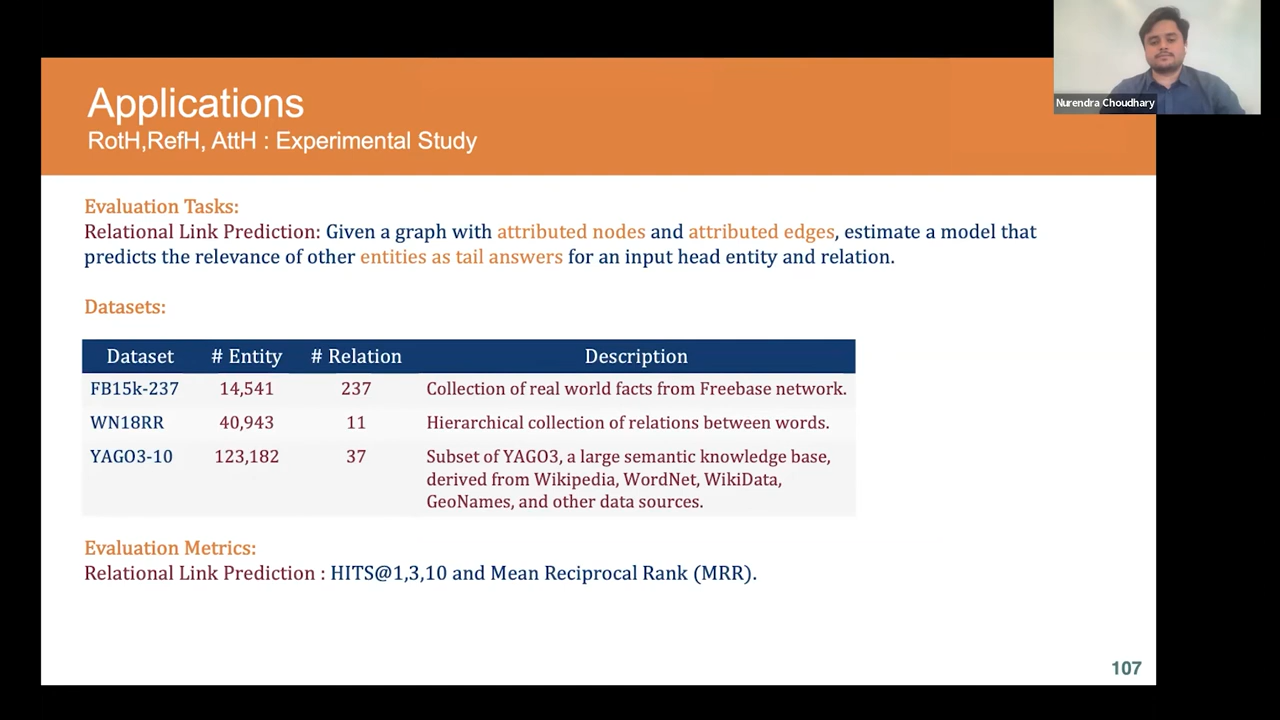 Applications
RotH,RefH, AttH : Experimental Study
Nurendra Choudhary
Evaluation Tasks:
Relational Link Prediction: Given a graph with attributed nodes and attributed edges, estimate a model that
predicts the relevance of other entities as tail answers for an input head entity and relation.
Datasets:
Dataset # Entity # Relation Description
FB15k-237 14,541 237 Collection of real world facts from Freebase network.
WN18RR 40,943 11 Hierarchical collection of relations between words.
YAGO3-10 123,182 37 Subset of YAGO3, a large semantic knowledge base,
derived from Wikipedia, WordNet, WikiData,
GeoNames, and other data sources.
Evaluation Metrics:
Relational Link Prediction : HITS@1,3,10 and Mean Reciprocal Rank (MRR).
107